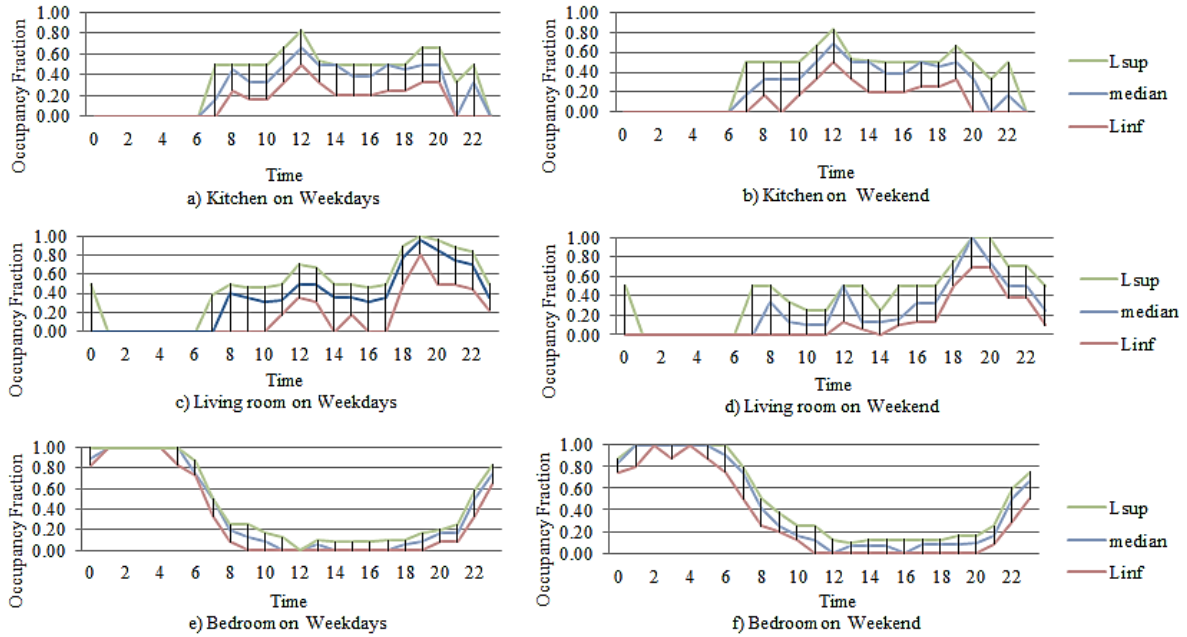 1.00
0.80
0.60
0.40
0.20
0.00
Occupancy Fraction
0 2 4 6 8 10 12 14 16 18 20 22
Time
a) Kitchen on Weekdays
1.00
0.80
0.60
0.40
0.20
0.00
Occupancy Fraction
0 2 4 6 8 10 12 14 16 18 20 22
Time
b) Kitchen on Weekend
Lsup
median
Linf
1.00
0.80
0.60
0.40
0.20
0.00
Occupancy Fraction
0 2 4 6 8 10 12 14 16 18 20 22
Time
c) Living room on Weekdays
1.00
0.80
0.60
0.40
0.20
0.00
Occupancy Fraction
0 2 4 6 8 10 12 14 16 18 20 22
Time
d) Living room on Weekend
Lsup
median
Linf
1.00
0.80
0.60
0.40
0.20
0.00
Occupancy Fraction
0 2 4 6 8 10 12 14 16 18 20 22
Time
e) Bedroom on Weekdays
1.00
0.80
0.60
0.40
0.20
0.00
Occupancy Fraction
0 2 4 6 8 10 12 14 16 18 20 22
Time
f) Bedroom on Weekend
Lsup
median
Linf